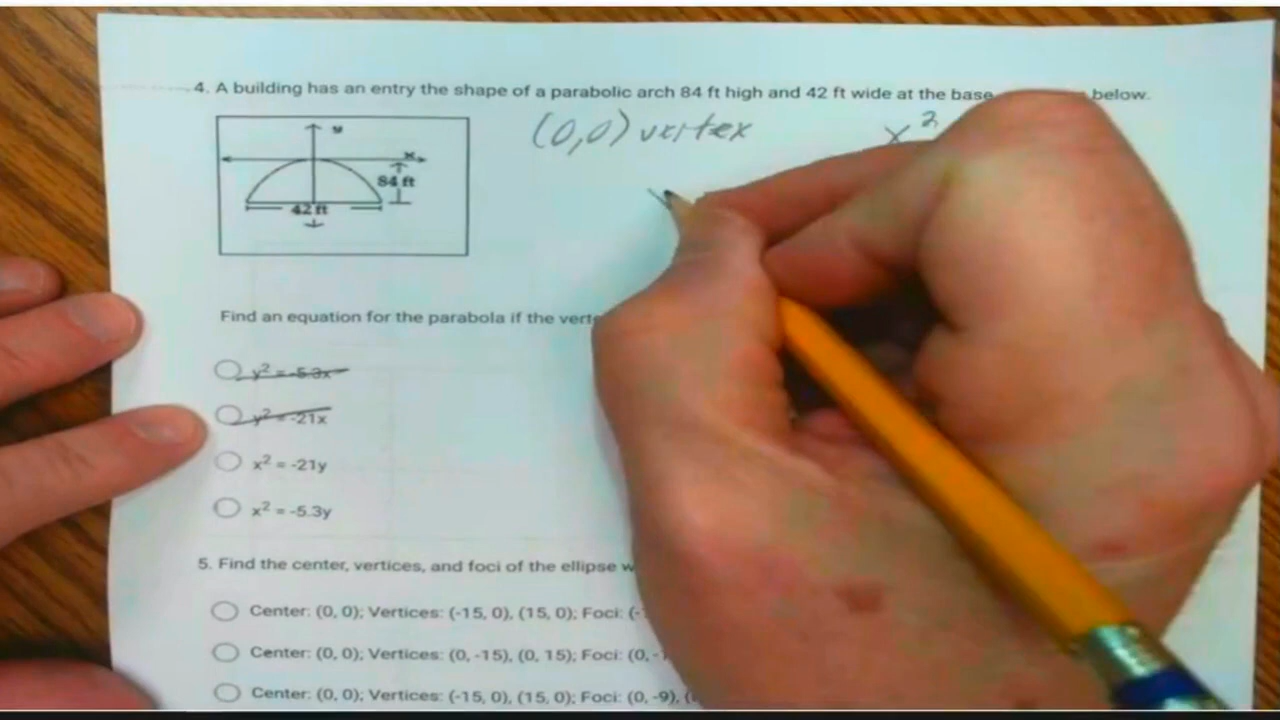 4. A building has an entry the shape of a parabolic arch 84 ft high and 42 ft wide at the base below.
(0,0) vertex
x²
y
x
84 ft
42 ft
Find an equation for the parabola if the
y² = -5.3x
y² = -21x
x² = -21y
x² = -5.3y
5. Find the center, vertices, and foci of the ellipse
Center: (0, 0); Vertices: (-15, 0), (15, 0); Foci: (-
Center: (0, 0); Vertices: (0, -15), (0, 15); Foci: (0, -
Center: (0, 0); Vertices: (-15, 0), (15, 0); Foci: (0, -9), (